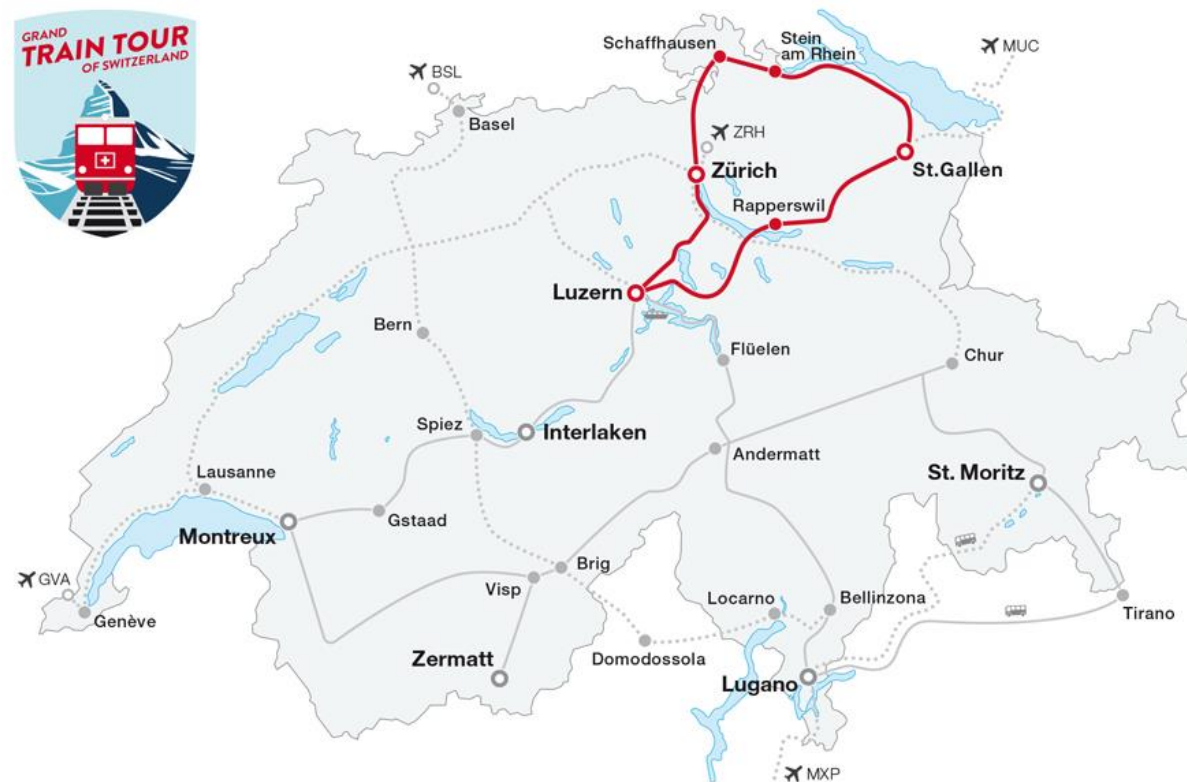 GRAND
TRAIN TOUR
OF SWITZERLAND
Schaffhausen
Stein
am Rhein
MUC
BSL
Basel
ZRH
Zürich
St.Gallen
Rapperswil
Luzern
Bern
Flüelen
Chur
Spiez
Interlaken
Andermatt
Lausanne
St. Moritz
Gstaad
Montreux
Brig
GVA
Visp
Genève
Locarno
Bellinzona
Tirano
Zermatt
Domodossola
Lugano
MXP